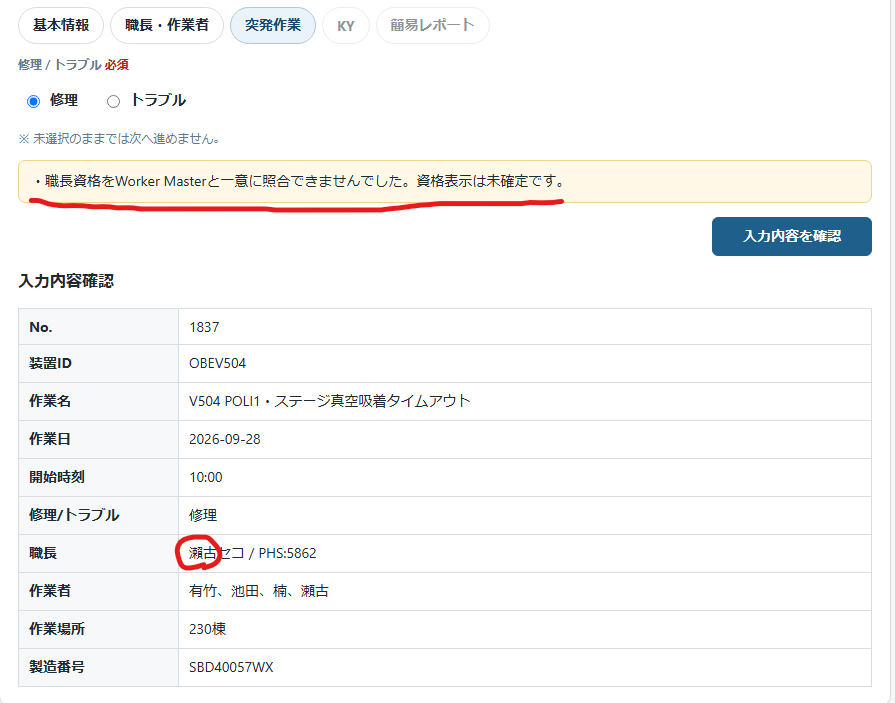 基本情報 職長・作業者 突発作業 KY 簡易レポート
修理 / トラブル 必須
修理 トラブル
※ 未選択のままでは次へ進めません。
・職長資格をWorker Masterと一意に照合できませんでした。資格表示は未確定です。
入力内容を確認
入力内容確認
No. 1837
装置ID OBEV504
作業名 V504 POLI1・ステージ真空吸着タイムアウト
作業日 2026-09-28
開始時刻 10:00
修理/トラブル 修理
職長 瀬古セコ / PHS:5862
作業者 有竹、池田、楠、瀬古
作業場所 230棟
製造番号 SBD40057WX